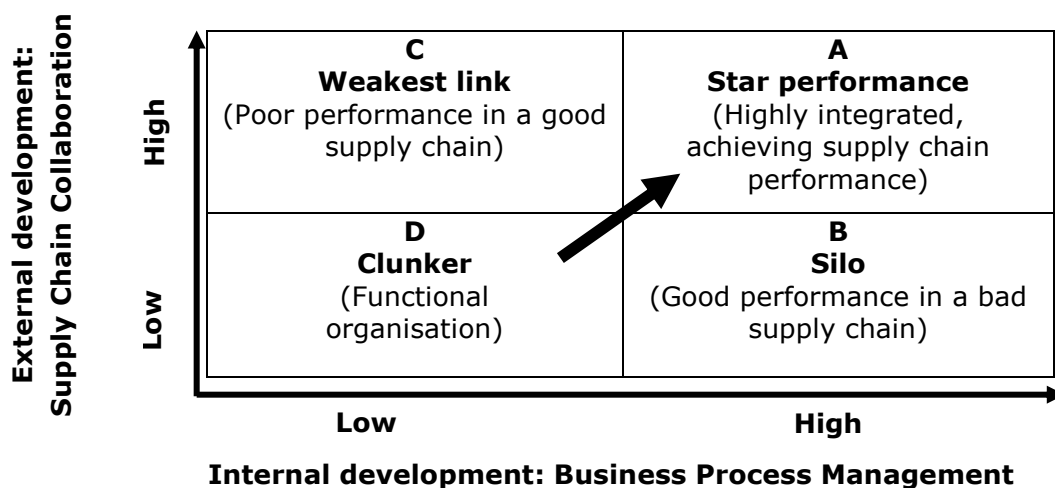 External development:
Supply Chain Collaboration
High
Low
C
Weakest link
(Poor performance in a good
supply chain)
A
Star performance
(Highly integrated,
achieving supply chain
performance)
D
Clunker
(Functional
organisation)
B
Silo
(Good performance in a bad
supply chain)
Low
High
Internal development: Business Process Management